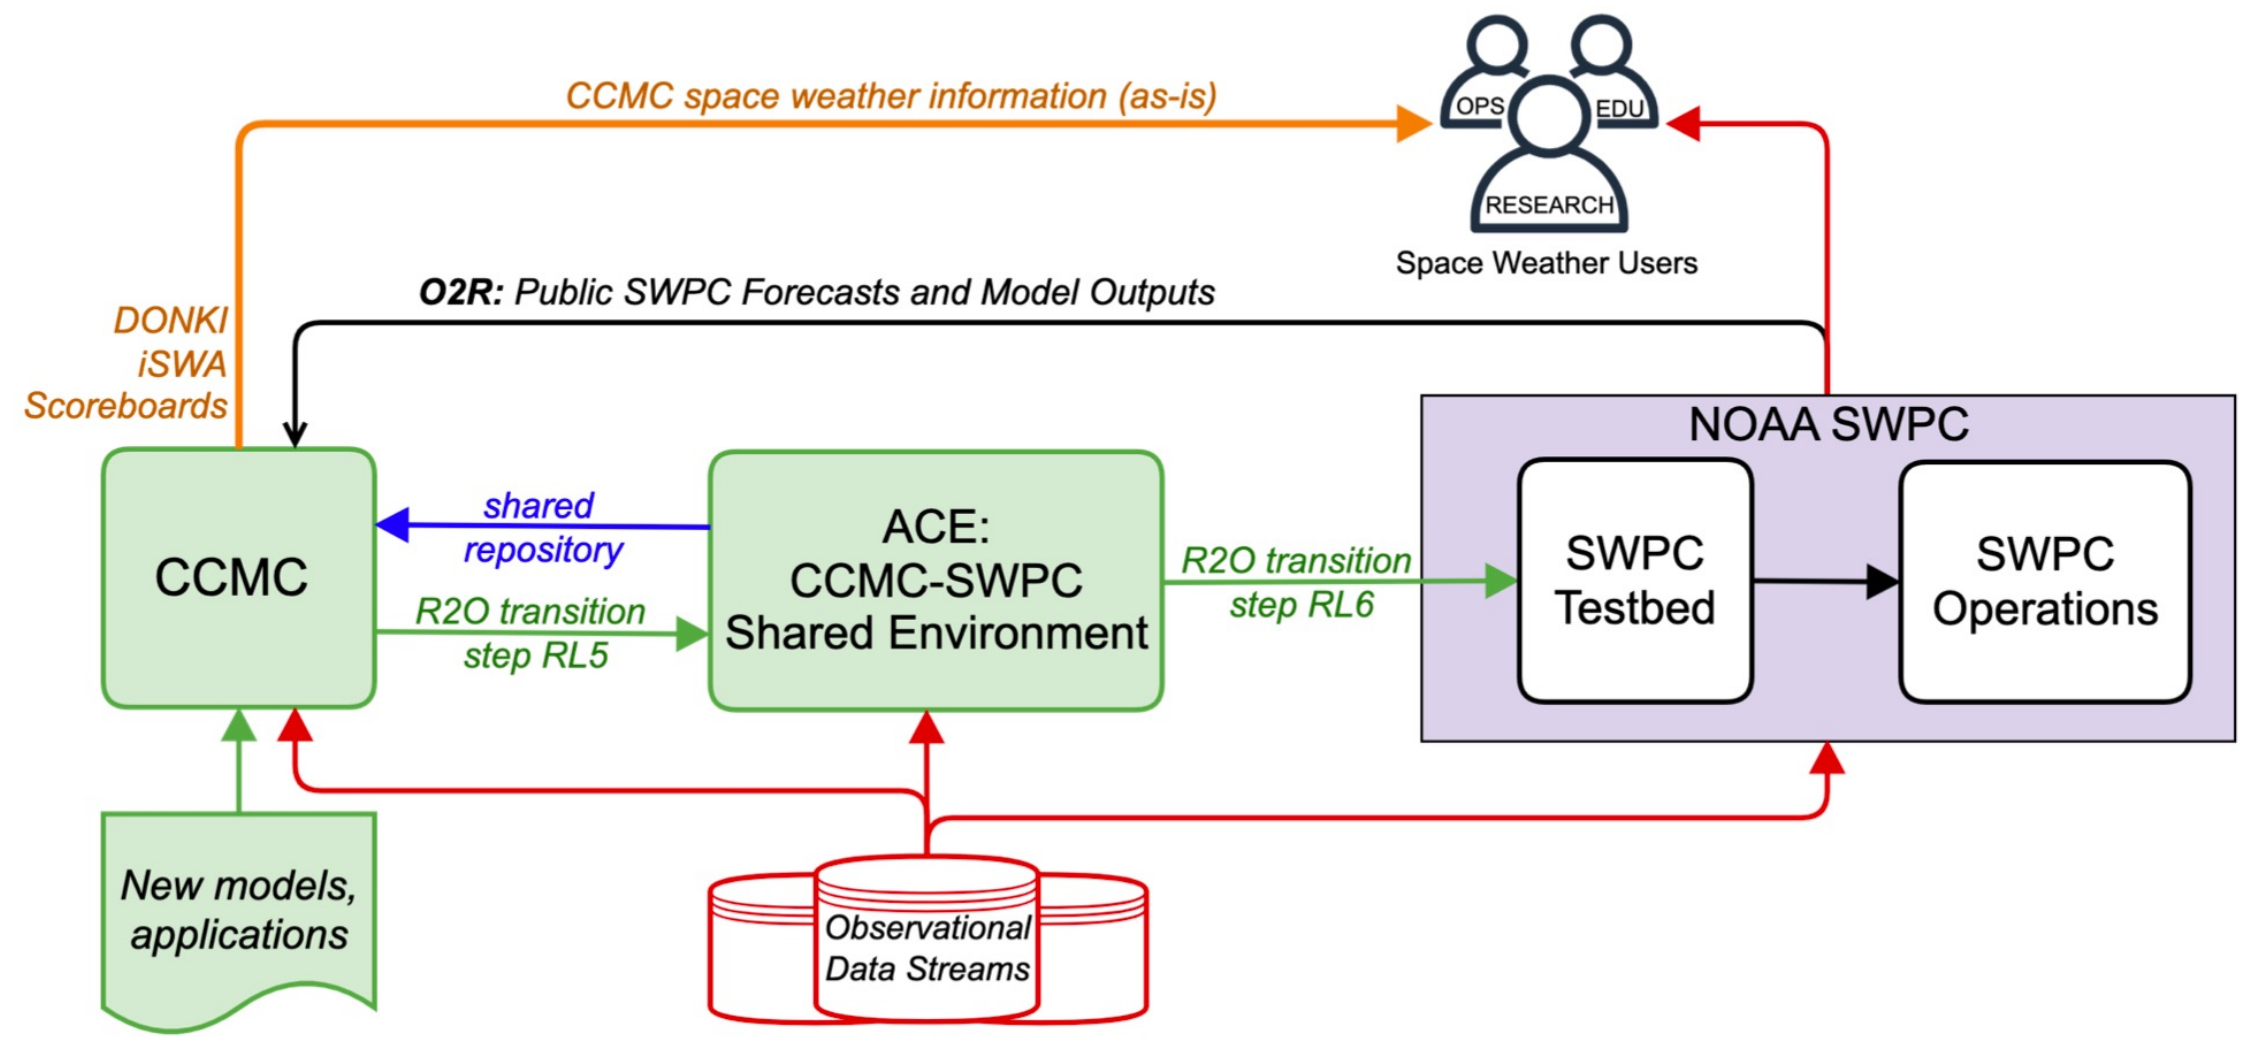 CCMC space weather information (as-is)
OPS
EDU
RESEARCH
Space Weather Users
O2R: Public SWPC Forecasts and Model Outputs
DONKI
iSWA
Scoreboards
NOAA SWPC
CCMC
shared
repository
R2O transition
step RL5
ACE:
CCMC-SWPC
Shared Environment
R2O transition
step RL6
SWPC
Testbed
SWPC
Operations
New models,
applications
Observational
Data Streams